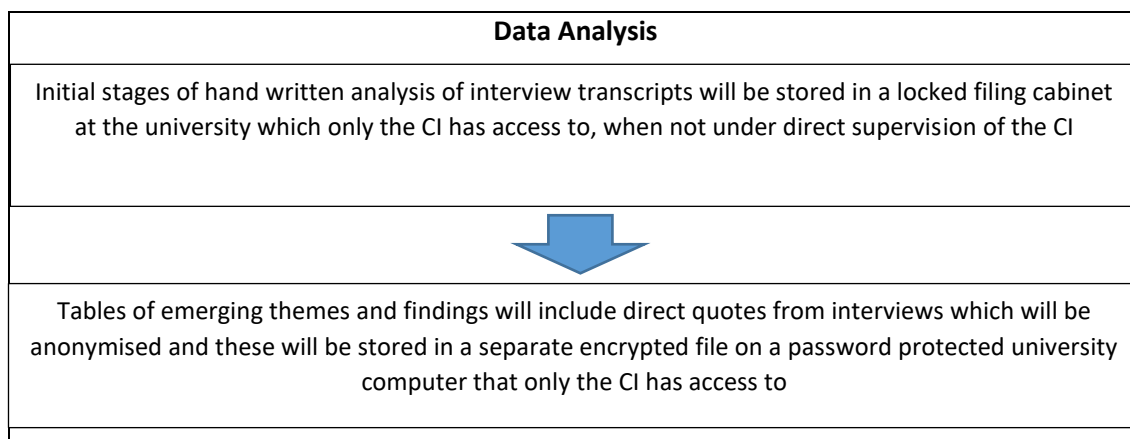 Data Analysis
Initial stages of hand written analysis of interview transcripts will be stored in a locked filing cabinet
at the university which only the CI has access to, when not under direct supervision of the CI
Tables of emerging themes and findings will include direct quotes from interviews which will be
anonymised and these will be stored in a separate encrypted file on a password protected university
computer that only the CI has access to